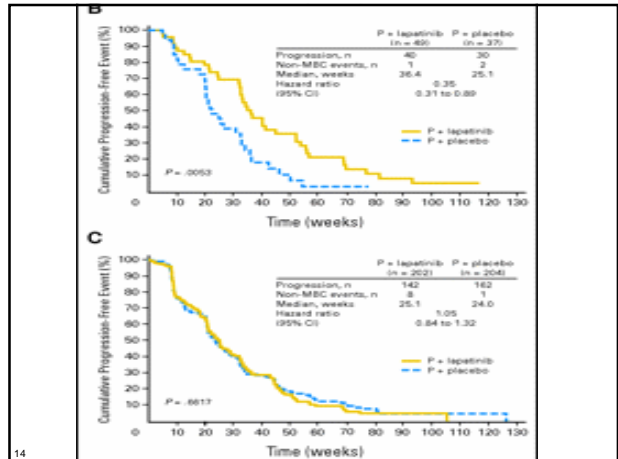 B
P + lapatinib P + placebo
(n = 49) (n = 37)
Progression, n 40 30
Non-MBC events, n 1 2
Median, weeks 36.4 25.1
Hazard ratio 0.35
(95% CI) 0.31 to 0.89
P + lapatinib
P + placebo
P = .0053
Cumulative Progression-Free Event (%)
100
90
80
70
60
50
40
30
20
10
0 10 20 30 40 50 60 70 80 90 100 110 120 130
Time (weeks)
C
P + lapatinib P + placebo
(n = 202) (n = 204)
Progression, n 142 162
Non-MBC events, n 8 1
Median, weeks 25.1 24.0
Hazard ratio 1.05
(95% CI) 0.84 to 1.32
P + lapatinib
P + placebo
P = .6617
Cumulative Progression-Free Event (%)
100
90
80
70
60
50
40
30
20
10
0 10 20 30 40 50 60 70 80 90 100 110 120 130
Time (weeks)
14